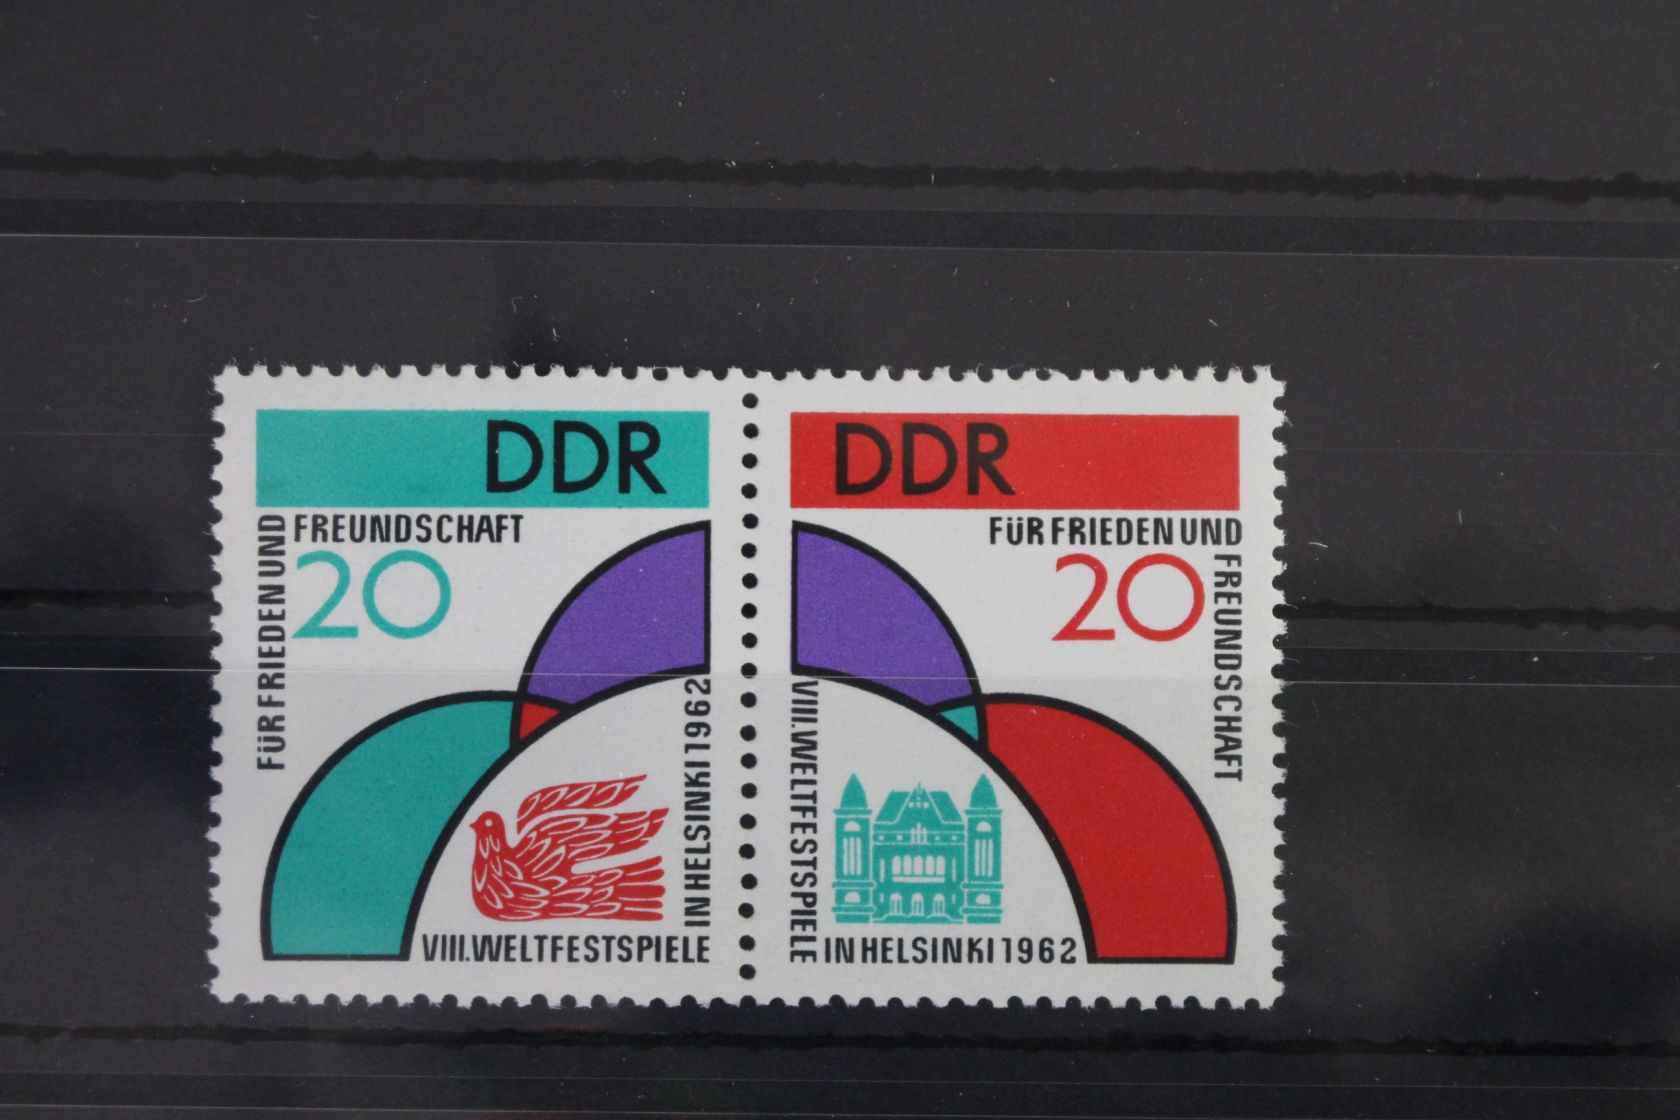 DDR
FÜR FRIEDEN UND
FREUNDSCHAFT
20
VIII. WELTFESTSPIELE
IN HELSINKI 1962
DDR
FÜR FRIEDEN UND
FREUNDSCHAFT
20
VIII. WELTFESTSPIELE
IN HELSINKI 1962